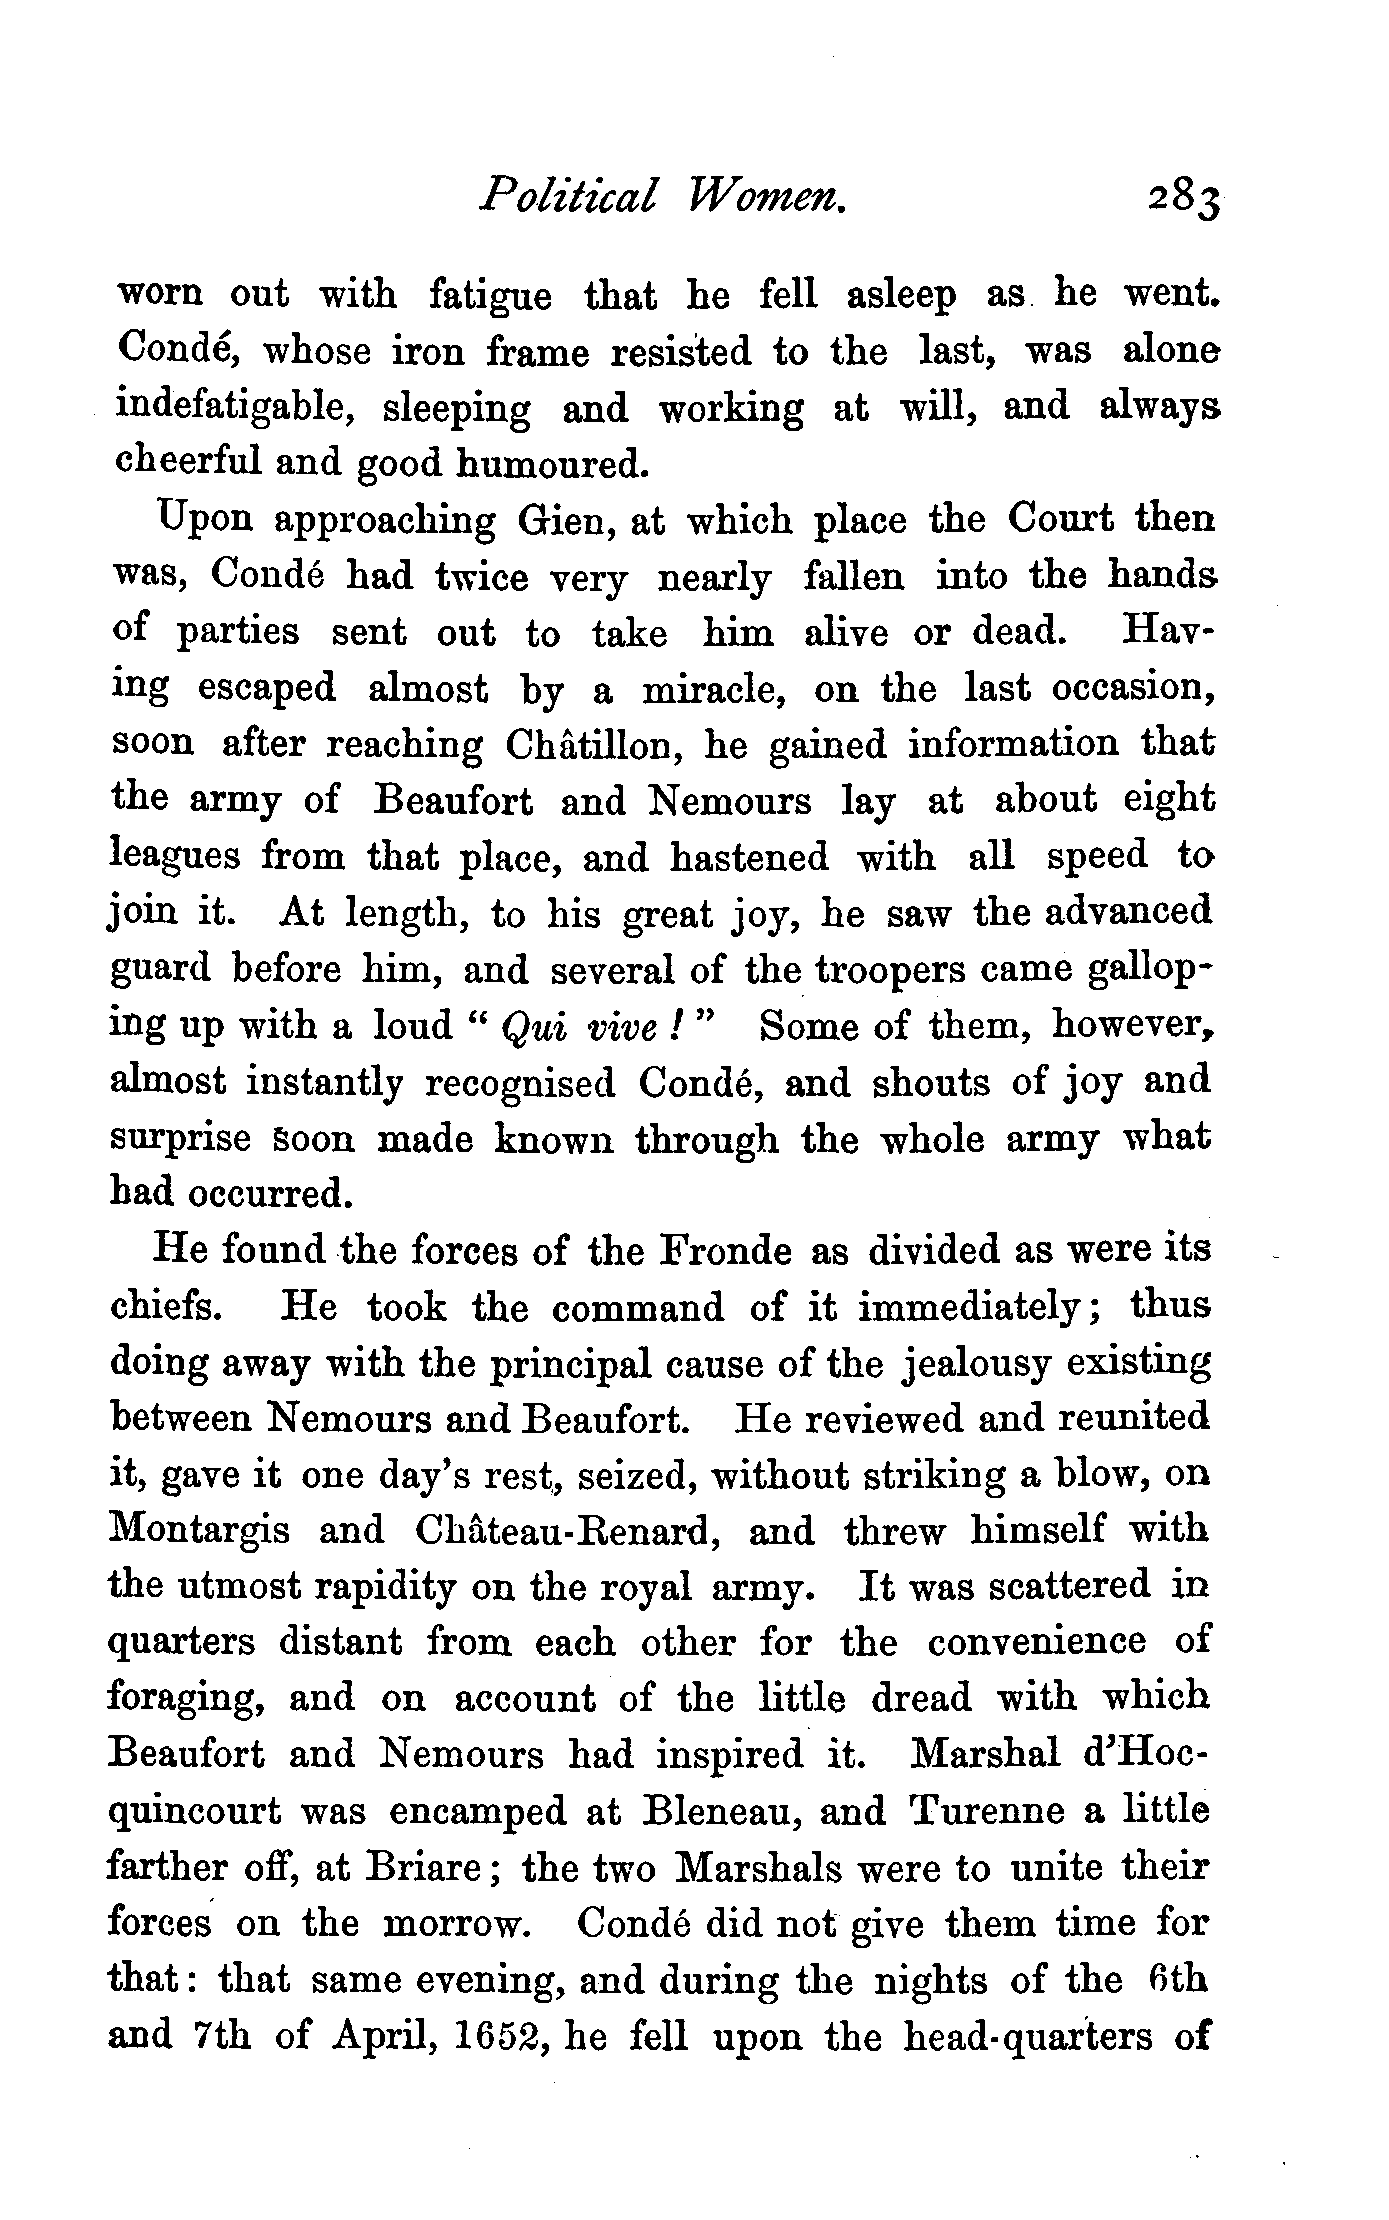 Political Women. 283
worn out with fatigue that he fell asleep as he went.
Condé, whose iron frame resisted to the last, was alone
indefatigable, sleeping and working at will, and always
cheerful and good humoured.
Upon approaching Gien, at which place the Court then
was, Condé had twice very nearly fallen into the hands
of parties sent out to take him alive or dead. Hav-
ing escaped almost by a miracle, on the last occasion,
soon after reaching Châtillon, he gained information that
the army of Beaufort and Nemours lay at about eight
leagues from that place, and hastened with all speed to
join it. At length, to his great joy, he saw the advanced
guard before him, and several of the troopers came gallop-
ing up with a loud “ Qui vive ! ” Some of them, however,
almost instantly recognised Condé, and shouts of joy and
surprise soon made known through the whole army what
had occurred.
He found the forces of the Fronde as divided as were its
chiefs. He took the command of it immediately; thus
doing away with the principal cause of the jealousy existing
between Nemours and Beaufort. He reviewed and reunited
it, gave it one day’s rest, seized, without striking a blow, on
Montargis and Château-Renard, and threw himself with
the utmost rapidity on the royal army. It was scattered in
quarters distant from each other for the convenience of
foraging, and on account of the little dread with which
Beaufort and Nemours had inspired it. Marshal d’Hoc-
quincourt was encamped at Bleneau, and Turenne a little
farther off, at Briare; the two Marshals were to unite their
forces on the morrow. Condé did not give them time for
that: that same evening, and during the nights of the 6th
and 7th of April, 1652, he fell upon the head-quarters of